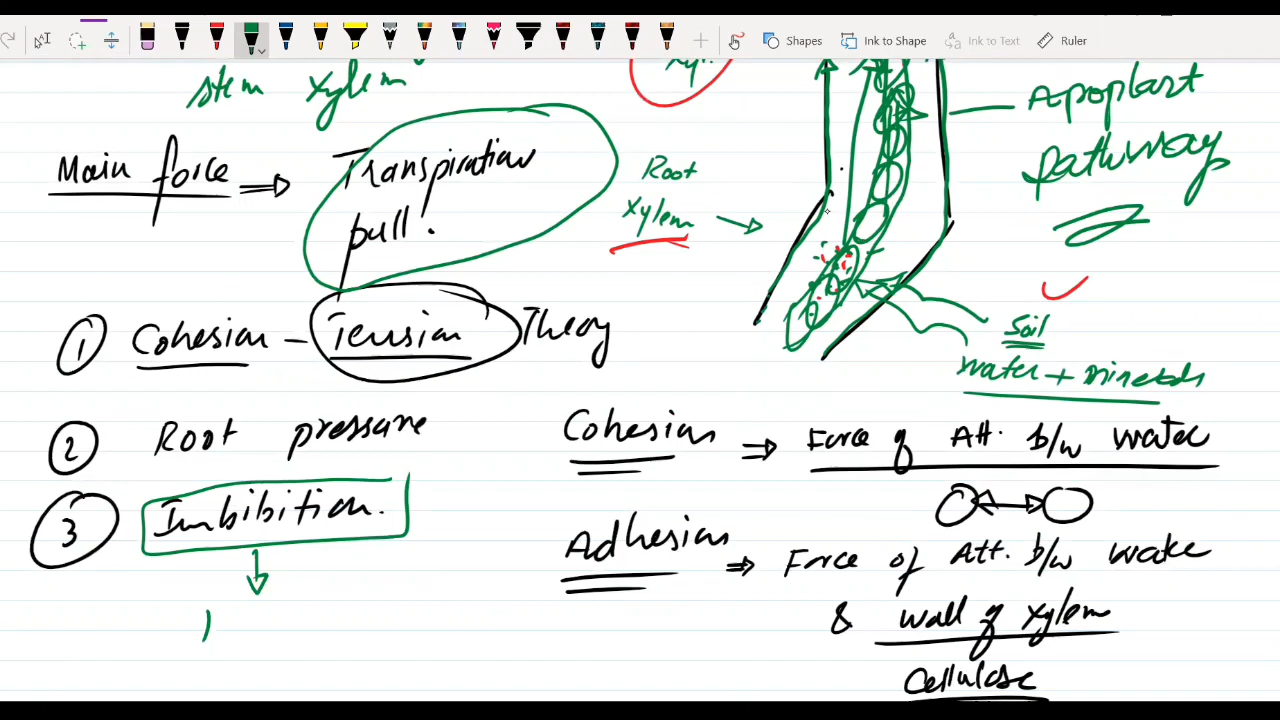 Shapes
Ink to Shape
Ink to Text
Ruler
stem xylem
Main force ⇒ Transpiration
pull!
① Cohesion - Tension Theory
② Root pressure
③ Imbibition.
Root
xylem →
Apoplast
pathway
Soil
water + minerals
Cohesion ⇒ Force of Att. b/w water
Adhesion ⇒ Force of Att. b/w water
& wall of xylem
Cellulose